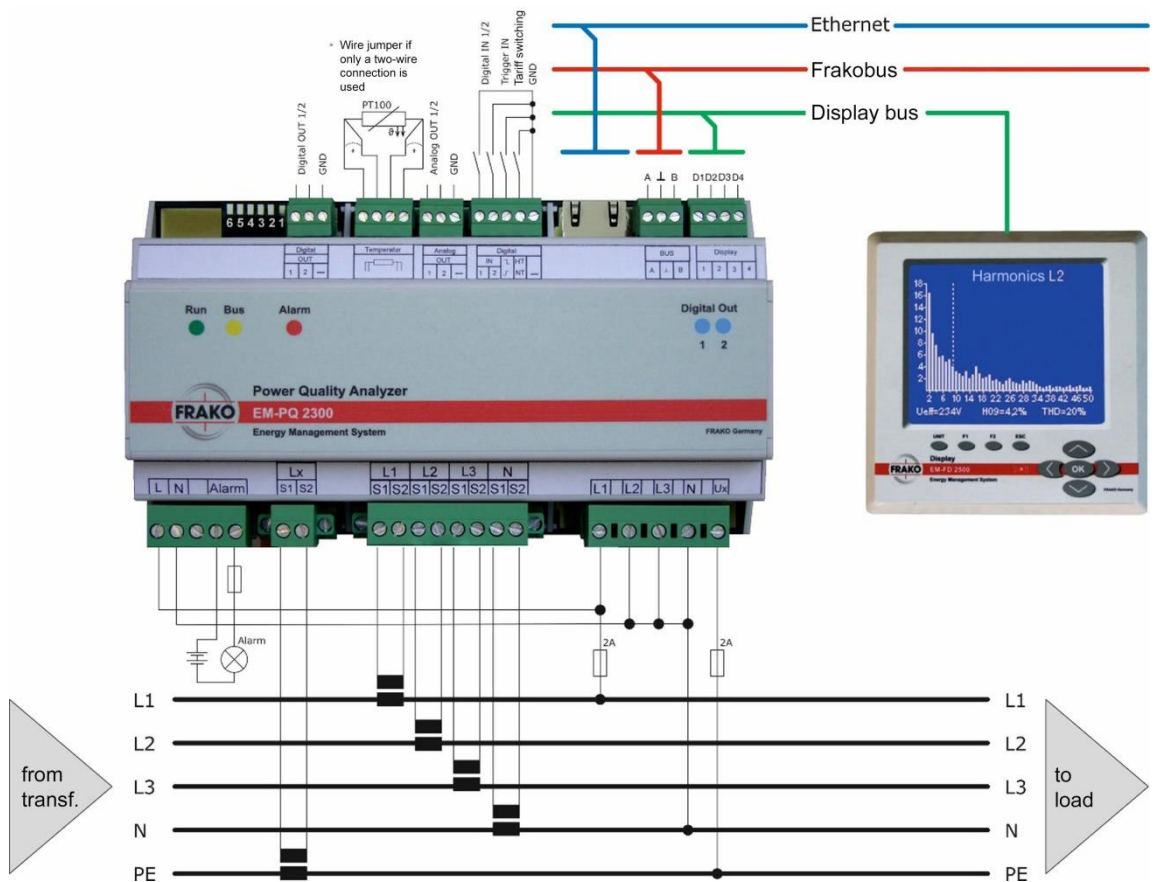 * Wire jumper if
only a two-wire
connection is
used
PT100
ϑ
*
*
Digital OUT 1/2
GND
Analog OUT 1/2
GND
Digital IN 1/2
Trigger IN
Tariff switching
GND
Ethernet
Frakobus
Display bus
A ⊥ B
D1 D2 D3 D4
6 5 4 3 2 1
Digital
OUT
1 2 —
Temperatur
Analog
OUT
1 2 —
Digital
IN HT
1 2 NT —
BUS
A ⊥ B
Display
1 2 3 4
Run Bus Alarm
Digital Out
1 2
Power Quality Analyzer
FRAKO
EM-PQ 2300
Energy Management System
FRAKO Germany
L N Alarm
Lx
S1 S2
L1 L2 L3 N
S1 S2 S1 S2 S1 S2 S1 S2
L1 L2 L3 N Ux
Harmonics L2
18
16
14
12
10
8
6
4
2
2 6 10 14 18 22 26 28 34 38 42 46 50
Ueff=234V H09=4,2% THD=20%
UNIT F1 F2 ESC
Display
FRAKO
EM-FD 2500
Energy Management System
OK
FRAKO Germany
Alarm
2A
2A
from
transf.
L1
L2
L3
N
PE
L1
L2
L3
N
PE
to
load